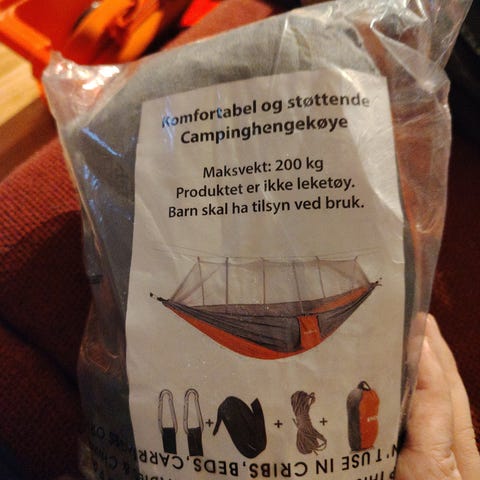 Komfortabel og støttende
Campinghengekøye
Maksvekt: 200 kg
Produktet er ikke leketøy.
Barn skal ha tilsyn ved bruk.
'T USE IN CRIBS, BEDS, CARR